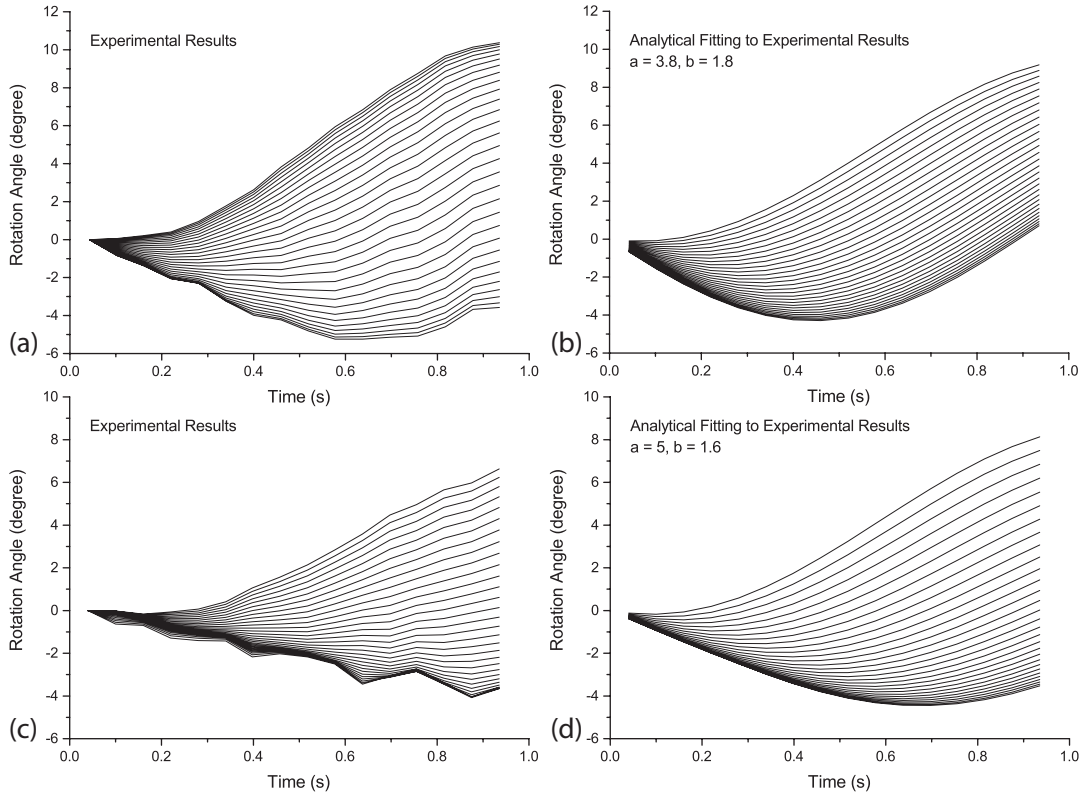 12
10
8
6
4
2
0
-2
-4
-6
Rotation Angle (degree)
Experimental Results
0.0 0.2 0.4 0.6 0.8 1.0
Time (s)
(a)
12
10
8
6
4
2
0
-2
-4
-6
Rotation Angle (degree)
Analytical Fitting to Experimental Results
a = 3.8, b = 1.8
0.0 0.2 0.4 0.6 0.8 1.0
Time (s)
(b)
10
8
6
4
2
0
-2
-4
-6
Rotation Angle (degree)
Experimental Results
0.0 0.2 0.4 0.6 0.8 1.0
Time (s)
(c)
10
8
6
4
2
0
-2
-4
-6
Rotation Angle (degree)
Analytical Fitting to Experimental Results
a = 5, b = 1.6
0.0 0.2 0.4 0.6 0.8 1.0
Time (s)
(d)